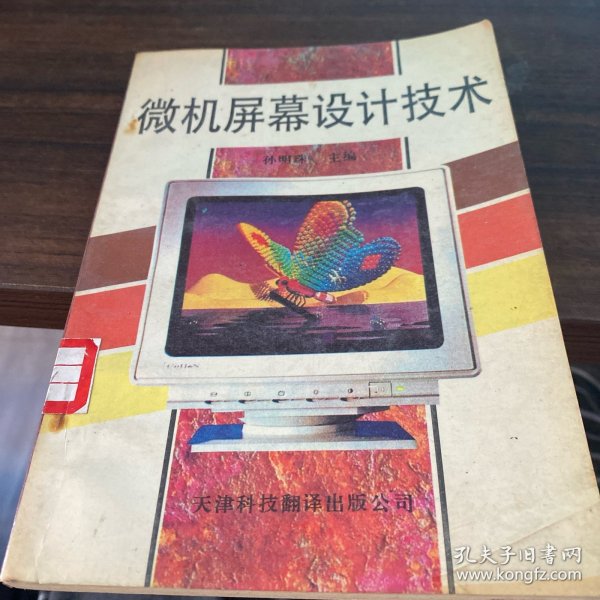 微机屏幕设计技术
孙明珠 主编
天津科技翻译出版公司
孔夫子旧书网
www.kongfz.com